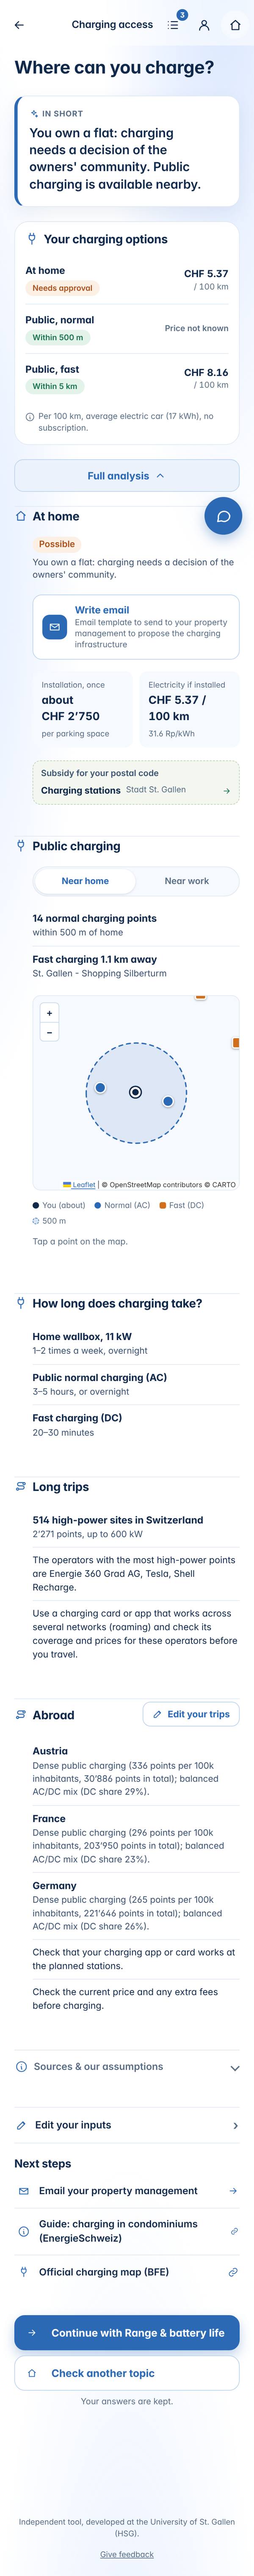 Charging access
3
Where can you charge?
IN SHORT
You own a flat: charging
needs a decision of the
owners' community. Public
charging is available nearby.
Your charging options
At home
Needs approval
CHF 5.37
/ 100 km
Public, normal
Within 500 m
Price not known
Public, fast
Within 5 km
CHF 8.16
/ 100 km
Per 100 km, average electric car (17 kWh), no
subscription.
Full analysis
At home
Possible
You own a flat: charging needs a decision of the
owners' community.
Write email
Email template to send to your property
management to propose the charging
infrastructure
Installation, once
about
CHF 2’750
per parking space
Electricity if installed
CHF 5.37 /
100 km
31.6 Rp/kWh
Subsidy for your postal code
Charging stations Stadt St. Gallen →
Public charging
Near home
Near work
14 normal charging points
within 500 m of home
Fast charging 1.1 km away
St. Gallen - Shopping Silberturm
+
−
Leaflet | © OpenStreetMap contributors © CARTO
You (about) Normal (AC) Fast (DC)
500 m
Tap a point on the map.
How long does charging take?
Home wallbox, 11 kW
1–2 times a week, overnight
Public normal charging (AC)
3–5 hours, or overnight
Fast charging (DC)
20–30 minutes
Long trips
514 high-power sites in Switzerland
2’271 points, up to 600 kW
The operators with the most high-power points
are Energie 360 Grad AG, Tesla, Shell
Recharge.
Use a charging card or app that works across
several networks (roaming) and check its
coverage and prices for these operators before
you travel.
Abroad
Edit your trips
Austria
Dense public charging (336 points per 100k
inhabitants, 30’886 points in total); balanced
AC/DC mix (DC share 29%).
France
Dense public charging (296 points per 100k
inhabitants, 203’950 points in total); balanced
AC/DC mix (DC share 23%).
Germany
Dense public charging (265 points per 100k
inhabitants, 221’646 points in total); balanced
AC/DC mix (DC share 26%).
Check that your charging app or card works at
the planned stations.
Check the current price and any extra fees
before charging.
Sources & our assumptions
Edit your inputs
Next steps
Email your property management
Guide: charging in condominiums
(EnergieSchweiz)
Official charging map (BFE)
Continue with Range & battery life
Check another topic
Your answers are kept.
Independent tool, developed at the University of St. Gallen
(HSG).
Give feedback